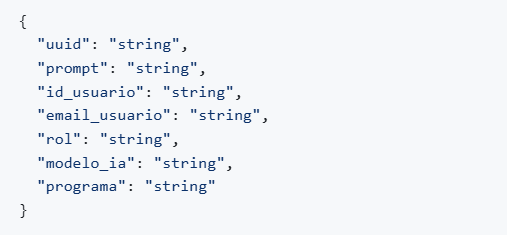 {
  "uuid": "string",
  "prompt": "string",
  "id_usuario": "string",
  "email_usuario": "string",
  "rol": "string",
  "modelo_ia": "string",
  "programa": "string"
}